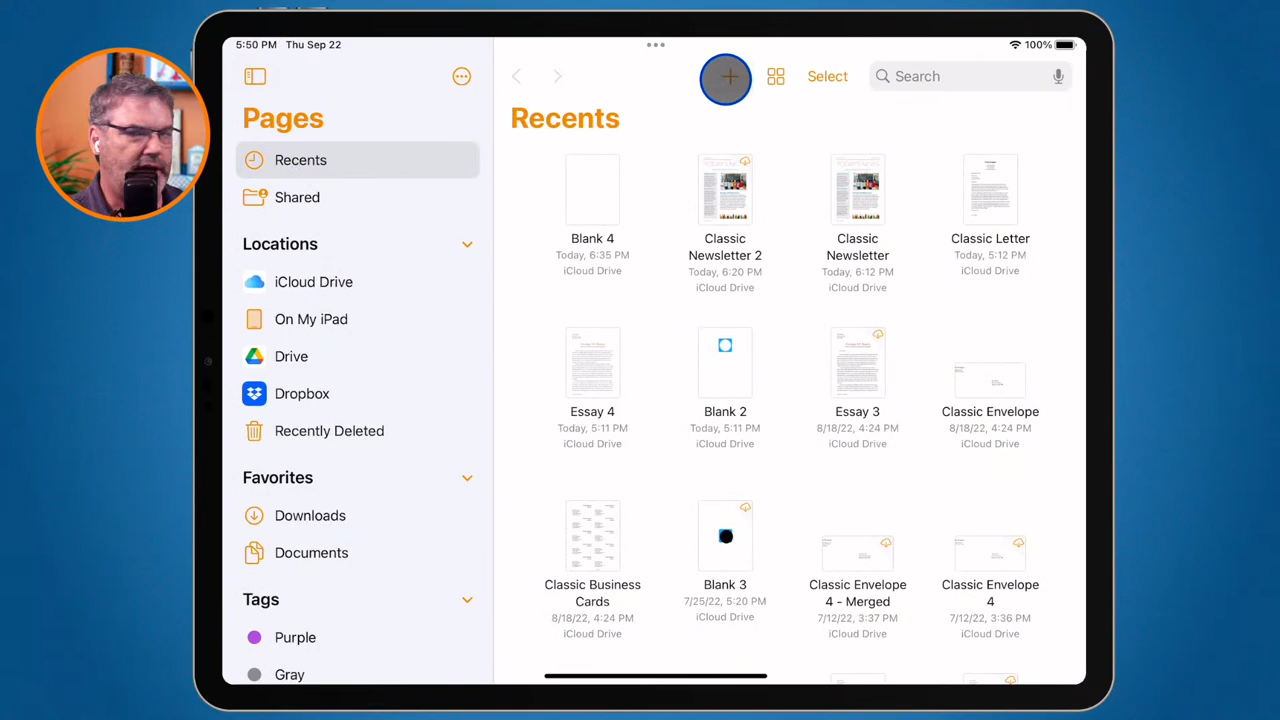 5:50 PM Thu Sep 22
100%
Select
Search
Pages
Recents
Shared
Locations
iCloud Drive
On My iPad
Drive
Dropbox
Recently Deleted
Favorites
Downloads
Documents
Tags
Purple
Gray
Recents
Blank 4
Today, 6:35 PM
iCloud Drive
Classic
Newsletter 2
Today, 6:20 PM
iCloud Drive
Classic
Newsletter
Today, 6:12 PM
iCloud Drive
Classic Letter
Today, 5:12 PM
iCloud Drive
Essay 4
Today, 5:11 PM
iCloud Drive
Blank 2
Today, 5:11 PM
iCloud Drive
Essay 3
8/18/22, 4:24 PM
iCloud Drive
Classic Envelope
8/18/22, 4:24 PM
iCloud Drive
Classic Business
Cards
8/18/22, 4:24 PM
iCloud Drive
Blank 3
7/25/22, 5:20 PM
iCloud Drive
Classic Envelope
4 - Merged
7/12/22, 3:37 PM
iCloud Drive
Classic Envelope
4
7/12/22, 3:36 PM
iCloud Drive